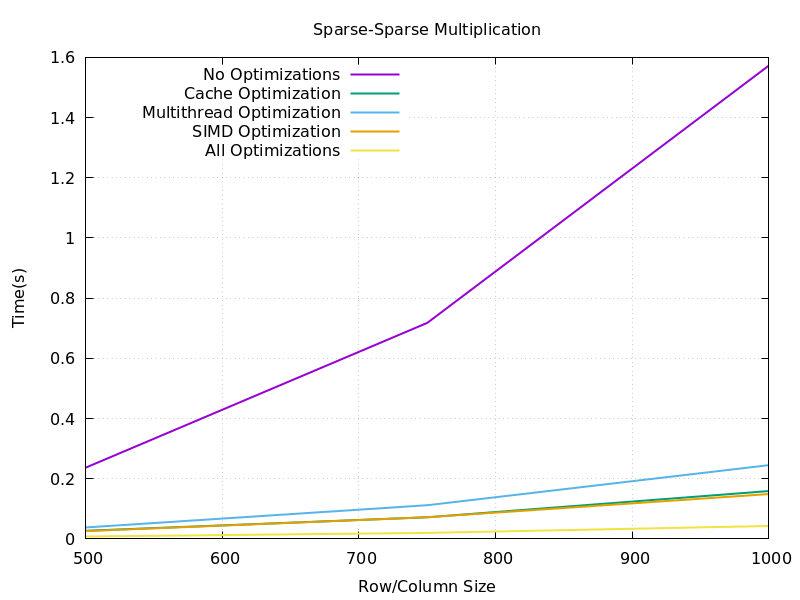 Sparse-Sparse Multiplication
1.6
1.4
1.2
1
0.8
0.6
0.4
0.2
0
No Optimizations
Cache Optimization
Multithread Optimization
SIMD Optimization
All Optimizations
Time(s)
500 600 700 800 900 1000
Row/Column Size